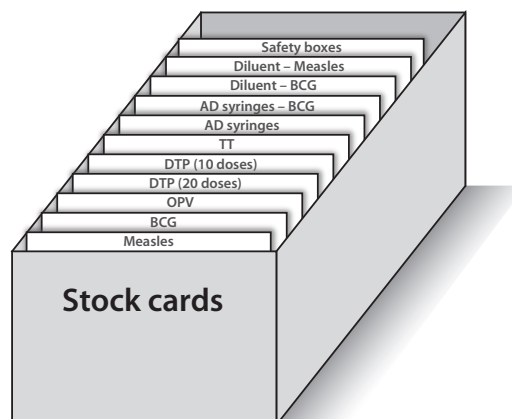 Safety boxes
Diluent – Measles
Diluent – BCG
AD syringes – BCG
AD syringes
TT
DTP (10 doses)
DTP (20 doses)
OPV
BCG
Measles
Stock cards